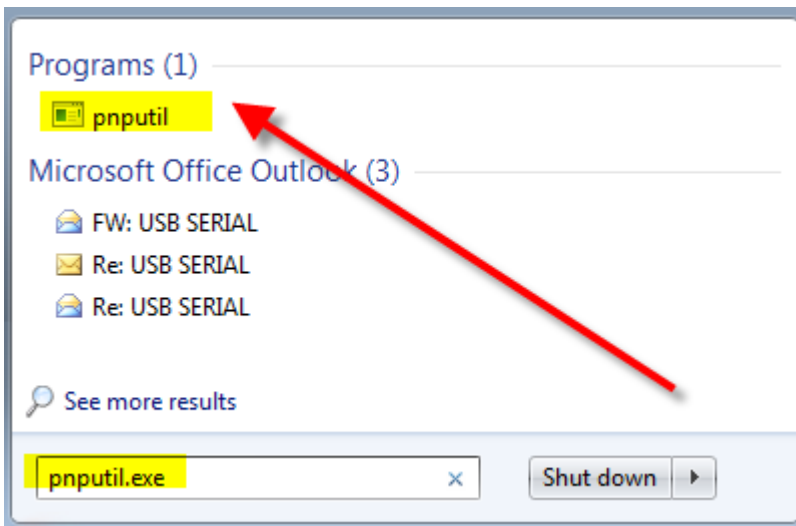 Programs (1)
pnputil
Microsoft Office Outlook (3)
FW: USB SERIAL
Re: USB SERIAL
Re: USB SERIAL
See more results
pnputil.exe
Shut down